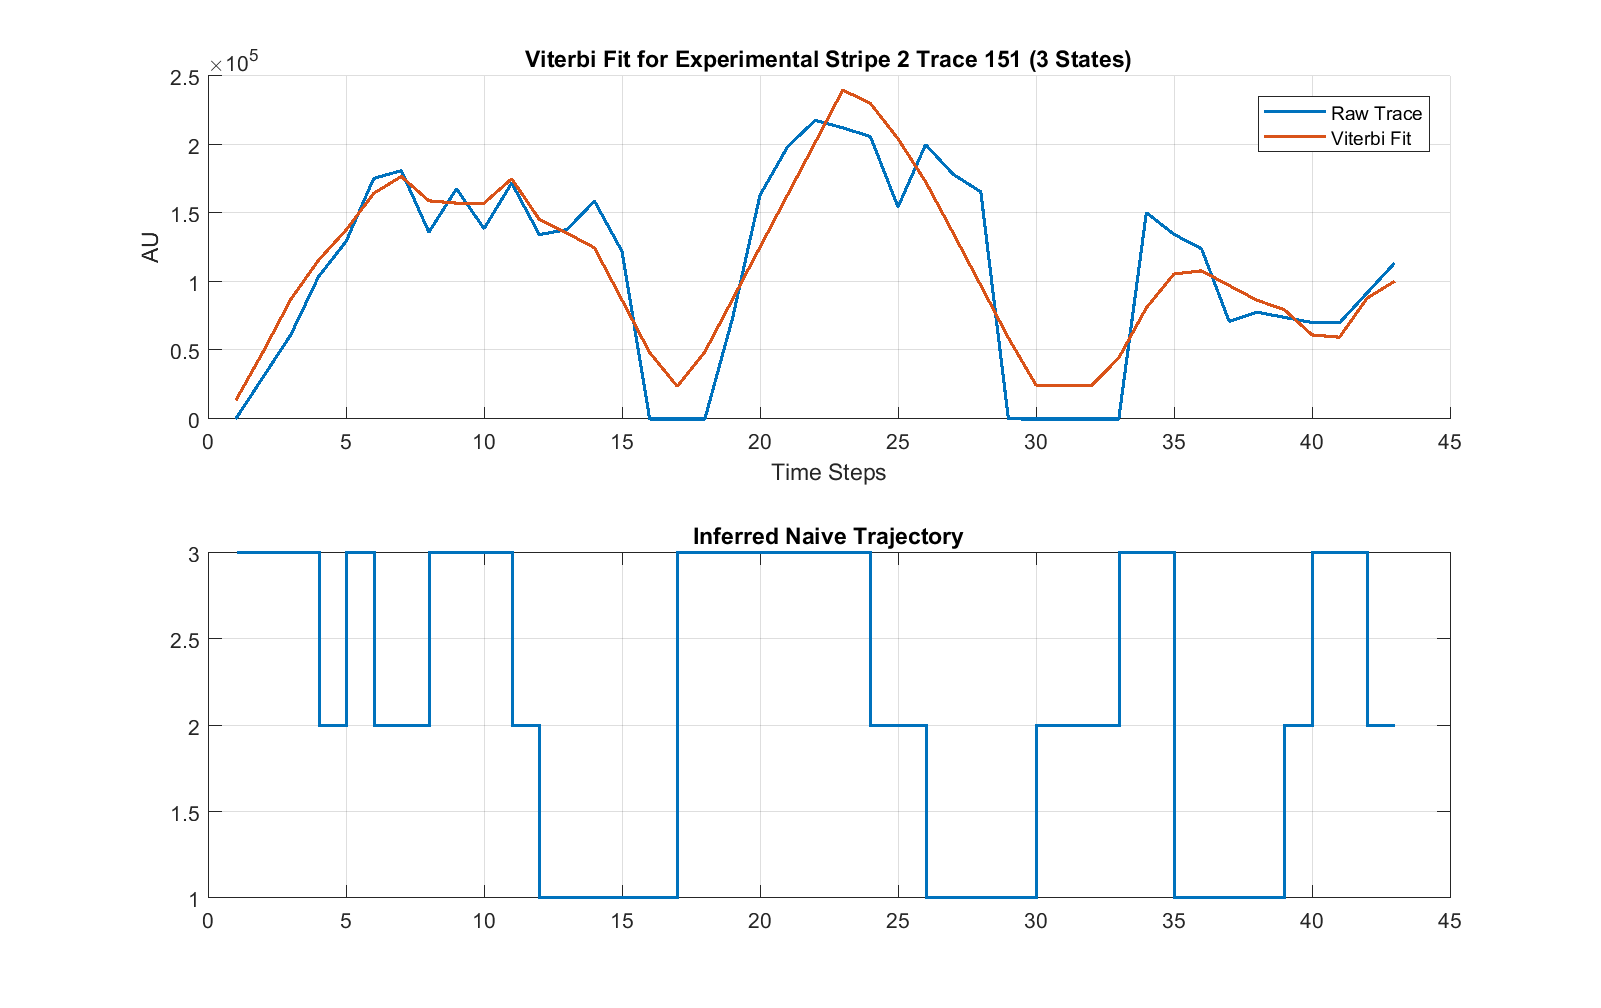 Viterbi Fit for Experimental Stripe 2 Trace 151 (3 States)
×10^5
2.5
2
1.5
1
0.5
0
AU
Raw Trace
Viterbi Fit
0 5 10 15 20 25 30 35 40 45
Time Steps
Inferred Naive Trajectory
3
2.5
2
1.5
1
0 5 10 15 20 25 30 35 40 45